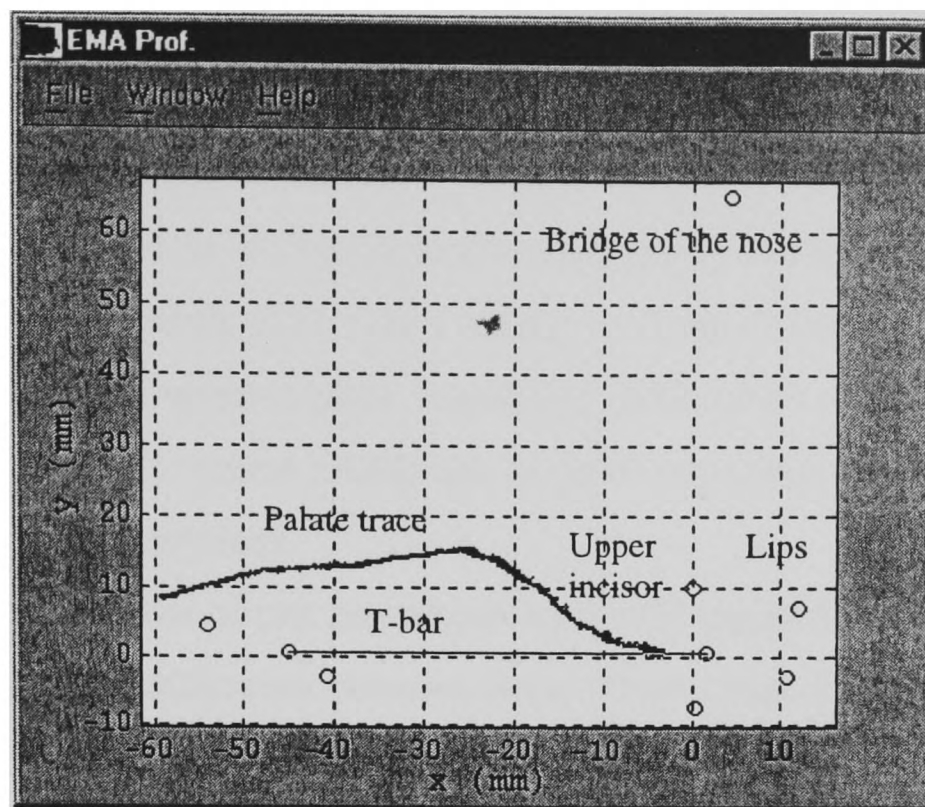 EMA Prof.
File Window Help
60
50
40
30
20
10
0
-10
y (mm)
Bridge of the nose
Palate trace
Upper
incisor
Lips
T-bar
-60 -50 -40 -30 -20 -10 0 10
x (mm)